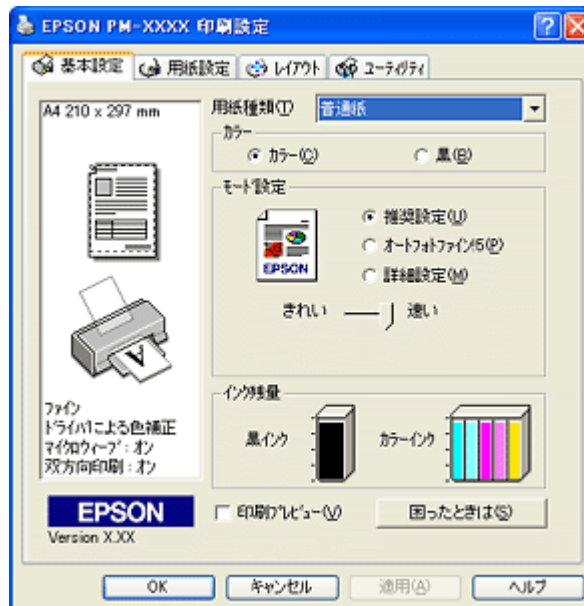 EPSON PM-XXXX 印刷設定
基本設定 用紙設定 レイアウト ユーティリティ
A4 210 x 297 mm
用紙種類(T) 普通紙
カラー
カラー(C) 黒(B)
モード設定
推奨設定(U)
オートフォトファイン!5(P)
詳細設定(M)
EPSON
きれい 速い
A
ファイン
ドライバによる色補正
マイクロウィーブ : オン
双方向印刷 : オン
インク残量
黒インク カラーインク
EPSON
Version X.XX
印刷プレビュー(V) 困ったときは(S)
OK キャンセル 適用(A) ヘルプ